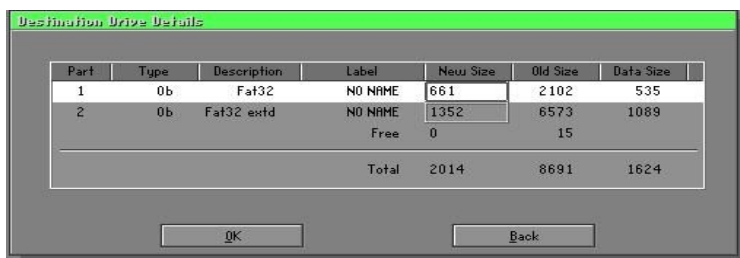 Destination Drive Details
Part Type Description Label New Size Old Size Data Size
1 0b Fat32 NO NAME 661 2102 535
2 0b Fat32 extd NO NAME 1352 6573 1089
Free 0 15
Total 2014 8691 1624
OK Back